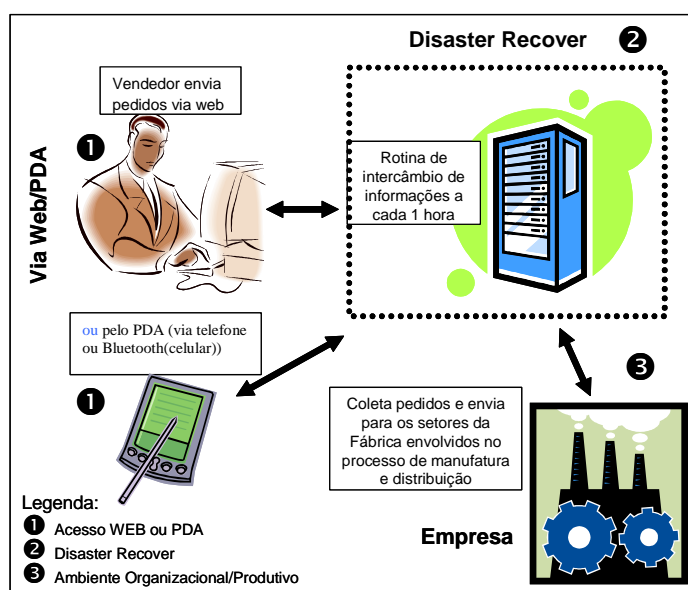 Disaster Recover ❷
Vendedor envia
pedidos via web
❶
Via Web/PDA
Rotina de
intercâmbio de
informações a
cada 1 hora
ou pelo PDA (via telefone
ou Bluetooth(celular))
❶
❸
Coleta pedidos e envia
para os setores da
Fábrica envolvidos no
processo de manufatura
e distribuição
Empresa
Legenda:
❶ Acesso WEB ou PDA
❷ Disaster Recover
❸ Ambiente Organizacional/Produtivo